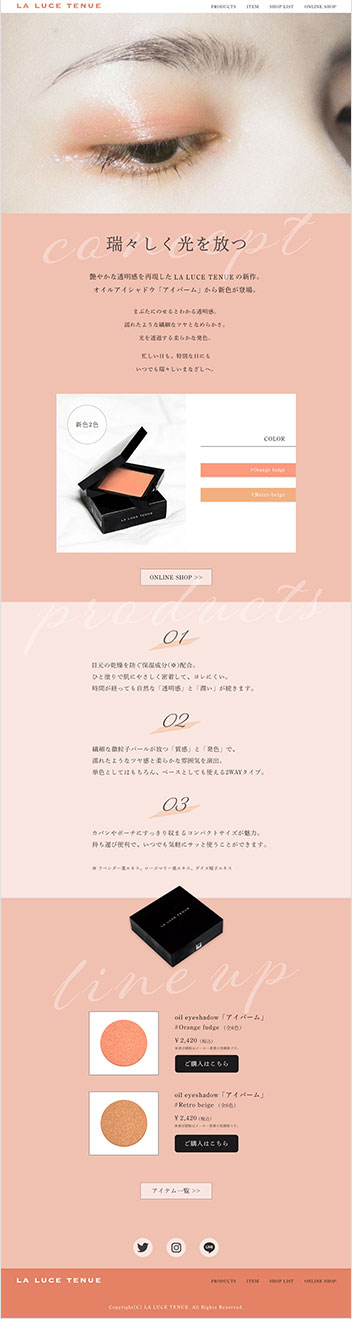 LA LUCE TENUE
PRODUCTS ITEM SHOP LIST ONLINE SHOP
concept
瑞々しく光を放つ
艶やかな透明感を再現した LA LUCE TENUE の新作。
オイルアイシャドウ「アイバーム」から新色が登場。
まぶたにのせるとわかる透明感。
濡れたような繊細なツヤとなめらかさ。
光を透過する柔らかな発色。
忙しい日も、特別な日にも
いつでも瑞々しいまなざしへ。
新色2色
LA LUCE TENUE
COLOR
#Orange fudge
#Retro beige
ONLINE SHOP >>
products
01
目元の乾燥を防ぐ保湿成分(※)配合。
ひと塗りで肌にやさしく密着して、ヨレにくい。
時間が経っても自然な「透明感」と「潤い」が続きます。
02
繊細な微粒子パールが放つ「質感」と「発色」で、
濡れたようなツヤ感と柔らかな雰囲気を演出。
単色としてはもちろん、ベースとしても使える2WAYタイプ。
03
カバンやポーチにすっきり収まるコンパクトサイズが魅力。
持ち運び便利で、いつでも気軽にサッと使うことができます。
※ラベンダー葉エキス、ローズマリー葉エキス、ダイズ種子エキス
LA LUCE TENUE
line up
oil eyeshadow「アイバーム」
#Orange fudge (全6色)
¥2,420 (税込)
ご購入はこちら
oil eyeshadow「アイバーム」
#Retro beige (全6色)
¥2,420 (税込)
ご購入はこちら
アイテム一覧 >>
LINE
LA LUCE TENUE
PRODUCTS ITEM SHOP LIST ONLINE SHOP
Copyright(C) LA LUCE TENUE. All Rights Reserved.